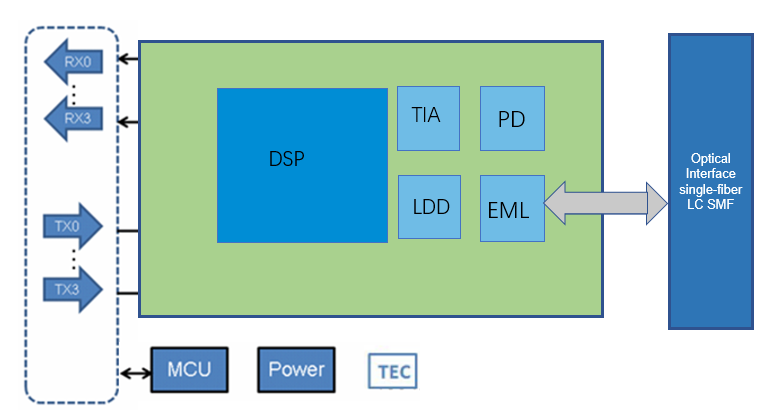 RX0
RX3
TX0
TX3
DSP
TIA
PD
LDD
EML
Optical
Interface
single-fiber
LC SMF
MCU
Power
TEC